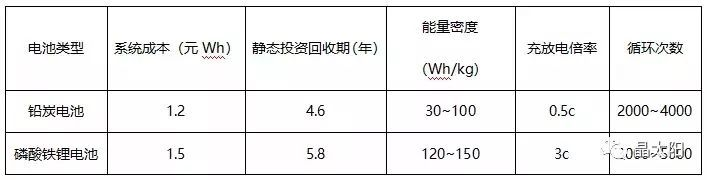 电池类型 系统成本（元 Wh） 静态投资回收期（年） 能量密度 充放电倍率 循环次数
（Wh/kg）
铅炭电池 1.2 4.6 30~100 0.5c 2000~4000
磷酸铁锂电池 1.5 5.8 120~150 3c
晶太阳